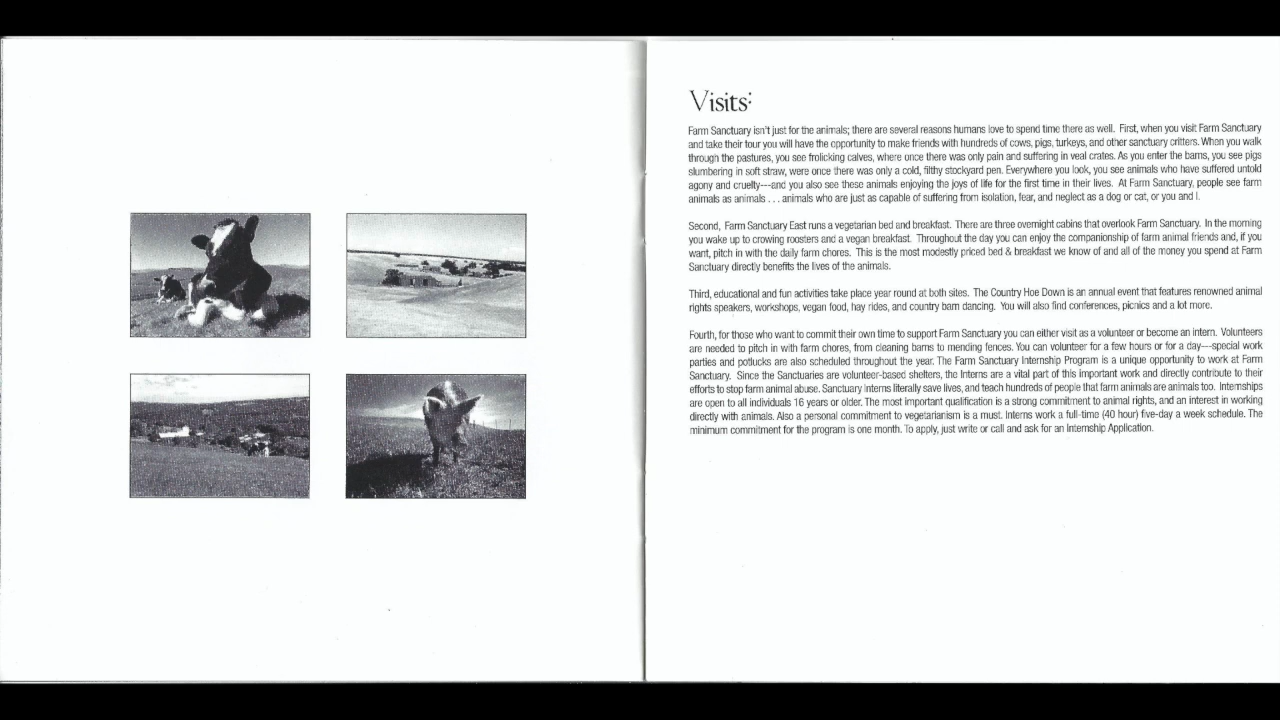 Visits:
Farm Sanctuary isn't just for the animals; there are several reasons humans love to spend time there as well. First, when you visit Farm Sanctuary
and take their tour you will have the opportunity to make friends with hundreds of cows, pigs, turkeys, and other sanctuary critters. When you walk
through the pastures, you see frolicking calves, where once there was only pain and suffering in veal crates. As you enter the barns, you see pigs
slumbering in soft straw, were once there was only a cold, filthy stockyard pen. Everywhere you look, you see animals who have suffered untold
agony and cruelty---and you also see these animals enjoying the joys of life for the first time in their lives. At Farm Sanctuary, people see farm
animals as animals . . . animals who are just as capable of suffering from isolation, fear, and neglect as a dog or cat, or you and I.
Second, Farm Sanctuary East runs a vegetarian bed and breakfast. There are three overnight cabins that overlook Farm Sanctuary. In the morning
you wake up to crowing roosters and a vegan breakfast. Throughout the day you can enjoy the companionship of farm animal friends and, if you
want, pitch in with the daily farm chores. This is the most modestly priced bed & breakfast we know of and all of the money you spend at Farm
Sanctuary directly benefits the lives of the animals.
Third, educational and fun activities take place year round at both sites. The Country Hoe Down is an annual event that features renowned animal
rights speakers, workshops, vegan food, hay rides, and country barn dancing. You will also find conferences, picnics and a lot more.
Fourth, for those who want to commit their own time to support Farm Sanctuary you can either visit as a volunteer or become an intern. Volunteers
are needed to pitch in with farm chores, from cleaning barns to mending fences. You can volunteer for a few hours or for a day---special work
parties and potlucks are also scheduled throughout the year. The Farm Sanctuary Internship Program is a unique opportunity to work at Farm
Sanctuary. Since the Sanctuaries are volunteer-based shelters, the Interns are a vital part of this important work and directly contribute to their
efforts to stop farm animal abuse. Sanctuary Interns literally save lives, and teach hundreds of people that farm animals are animals too. Internships
are open to all individuals 16 years or older. The most important qualification is a strong commitment to animal rights, and an interest in working
directly with animals. Also a personal commitment to vegetarianism is a must. Interns work a full-time (40 hour) five-day a week schedule. The
minimum commitment for the program is one month. To apply, just write or call and ask for an Internship Application.